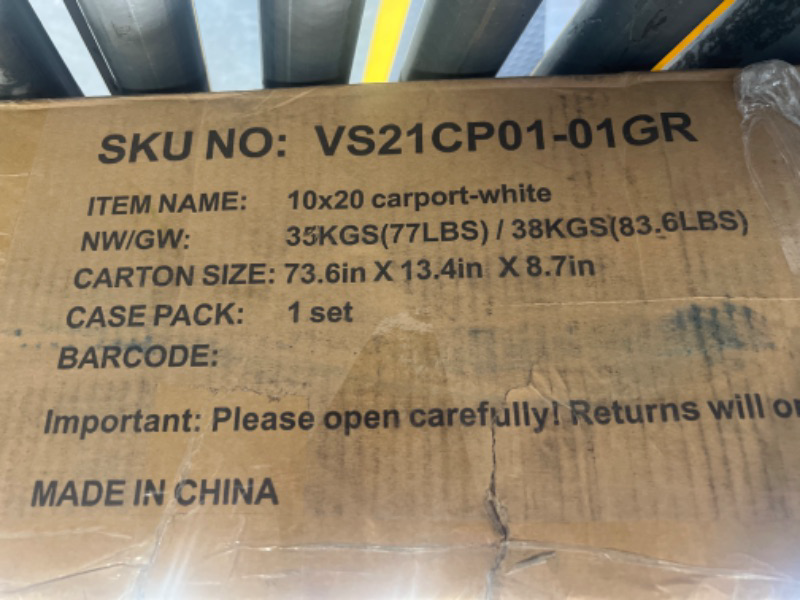 SKU NO: VS21CP01-01GR
ITEM NAME: 10x20 carport-white
NW/GW: 35KGS(77LBS) / 38KGS(83.6LBS)
CARTON SIZE: 73.6in X 13.4in X 8.7in
CASE PACK: 1 set
BARCODE:
Important: Please open carefully! Returns will
MADE IN CHINA